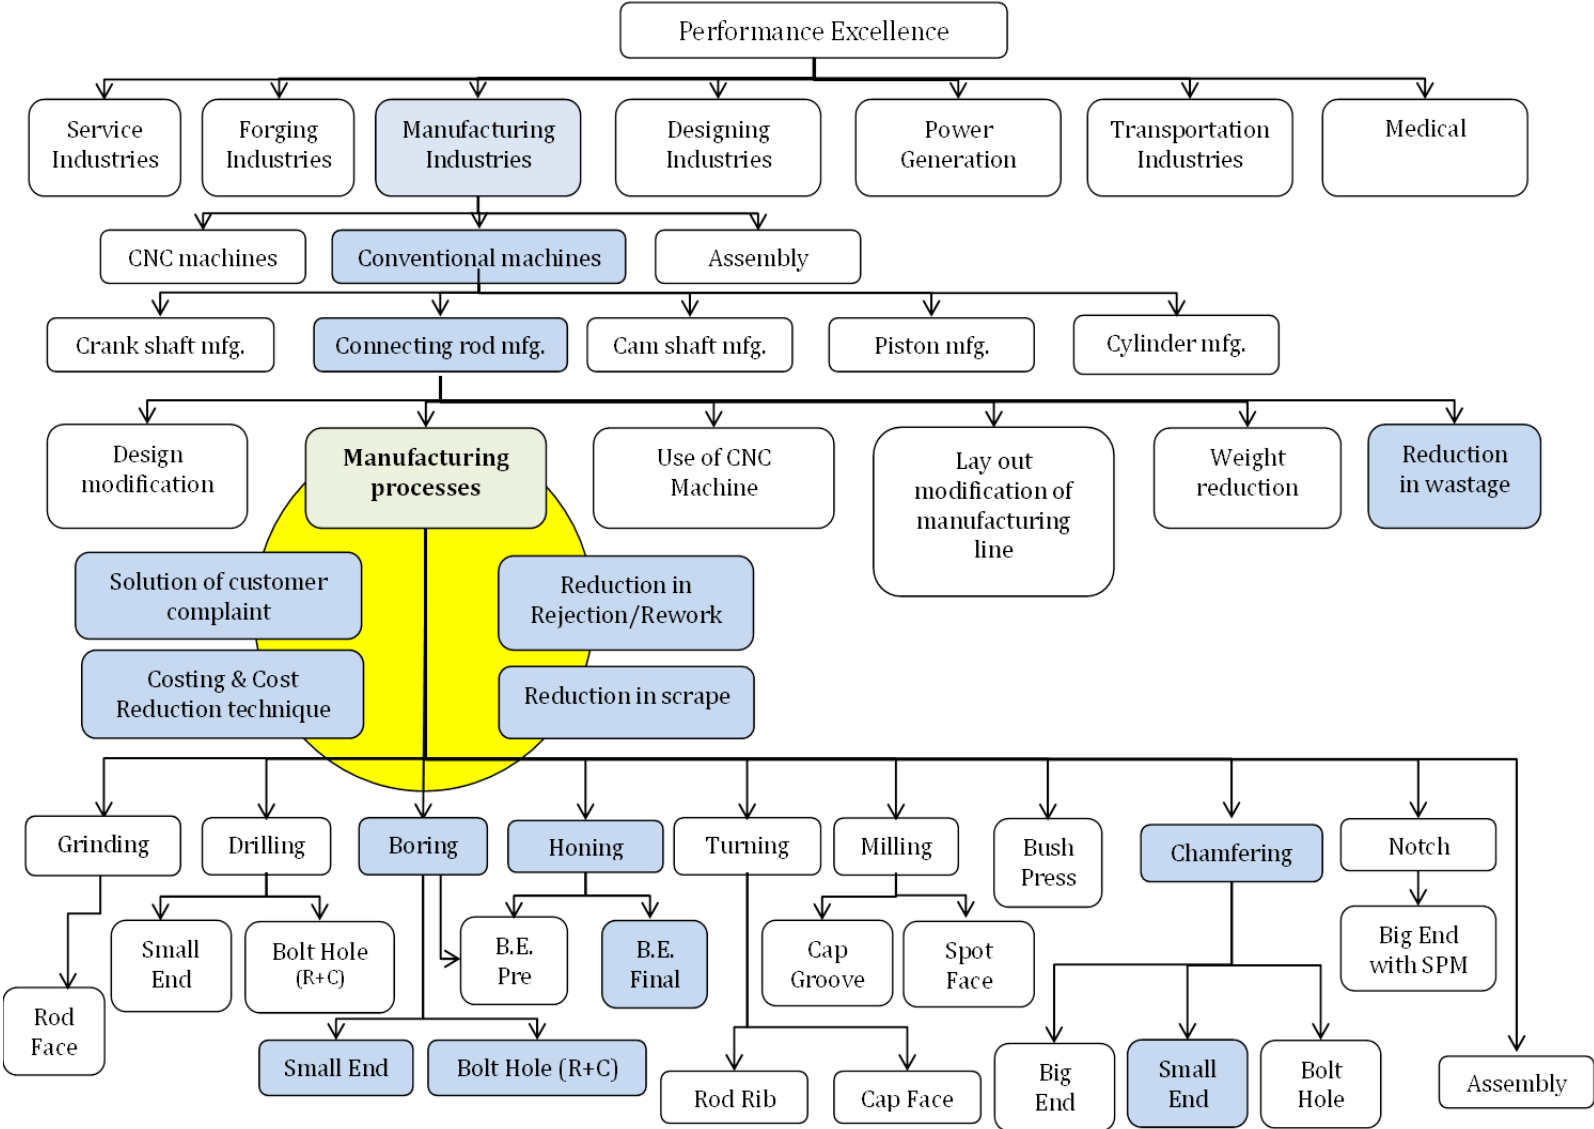 Performance Excellence
Service
Industries
Forging
Industries
Manufacturing
Industries
Designing
Industries
Power
Generation
Transportation
Industries
Medical
CNC machines
Conventional machines
Assembly
Crank shaft mfg.
Connecting rod mfg.
Cam shaft mfg.
Piston mfg.
Cylinder mfg.
Design
modification
Manufacturing
processes
Use of CNC
Machine
Lay out
modification of
manufacturing
line
Weight
reduction
Reduction
in wastage
Solution of customer
complaint
Reduction in
Rejection/Rework
Costing & Cost
Reduction technique
Reduction in scrape
Grinding
Drilling
Boring
Honing
Turning
Milling
Bush
Press
Chamfering
Notch
Small
End
Bolt Hole
(R+C)
B.E.
Pre
B.E.
Final
Cap
Groove
Spot
Face
Big End
with SPM
Rod
Face
Small End
Bolt Hole (R+C)
Rod Rib
Cap Face
Big
End
Small
End
Bolt
Hole
Assembly